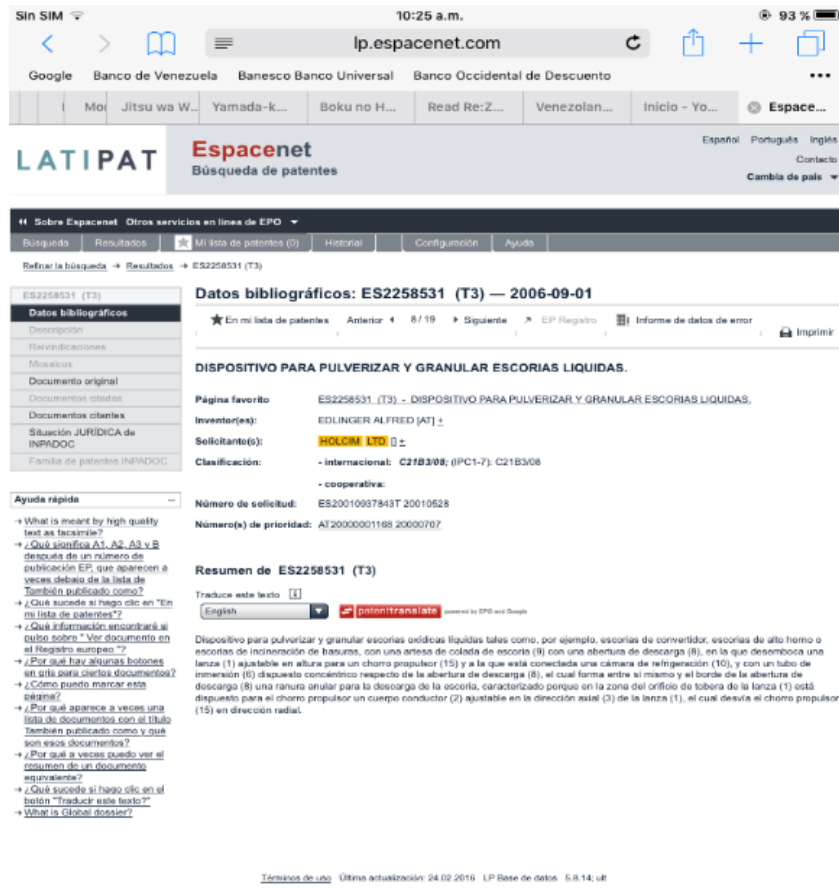 Sin SIM 10:25 a.m. 93 %
lp.espacenet.com
Google Banco de Venezuela Banesco Banco Universal Banco Occidental de Descuento
Mor Jitsu wa W... Yamada-k... Boku no H... Read Re:Z... Venezolan... Inicio - Yo... Espace...
LATIPAT
Espacenet
Búsqueda de patentes
Español Português Inglés
Contacto
Cambia de país
Sobre Espacenet Otros servicios en línea de EPO
Búsqueda Resultados Mi lista de patentes (0) Historial Configuración Ayuda
Refinar la búsqueda → Resultados → ES2258531 (T3)
ES2258531 (T3)
Datos bibliográficos
Descripción
Reivindicaciones
Mosaicos
Documento original
Documentos citados
Documentos citantes
Situación JURÍDICA de
INPADOC
Familia de patentes INPADOC
Ayuda rápida –
→ What is meant by high quality
text as facsimile?
→ ¿Qué significa A1, A2, A3 y B
después de un número de
publicación EP, que aparecen a
veces debajo de la lista de
También publicado como?
→ ¿Qué sucede si hago clic en "En
mi lista de patentes"?
→ ¿Qué información encontraré si
pulso sobre " Ver documento en
el Registro europeo "?
→ ¿Por qué hay algunas botones
en gris para ciertos documentos?
→ ¿Cómo puedo marcar esta
página?
→ ¿Por qué aparece a veces una
lista de documentos con el título
También publicado como y qué
son esos documentos?
→ ¿Por qué a veces puedo ver el
resumen de un documento
equivalente?
→ ¿Qué sucede si hago clic en el
botón "Traducir este texto?"
→ What is Global dossier?
Datos bibliográficos: ES2258531 (T3) — 2006-09-01
En mi lista de patentes Anterior 8 / 19 Siguiente EP Registro Informe de datos de error
Imprimir
DISPOSITIVO PARA PULVERIZAR Y GRANULAR ESCORIAS LIQUIDAS.
Página favorito ES2258531 (T3) - DISPOSITIVO PARA PULVERIZAR Y GRANULAR ESCORIAS LIQUIDAS.
Inventor(es): EDLINGER ALFRED [AT] +
Solicitante(s): HOLCIM LTD [] +
Clasificación: - internacional: C21B3/08; (IPC1-7): C21B3/08
- cooperativa:
Número de solicitud: ES20010937843T 20010528
Número(s) de prioridad: AT20000001168 20000707
Resumen de ES2258531 (T3)
Traduce este texto
English patenttranslate powered by EPO and Google
Dispositivo para pulverizar y granular escorias oxídicas líquidas tales como, por ejemplo, escorias de convertidor, escorias de alto horno o
escorias de incineración de basuras, con una artesa de colada de escoria (9) con una abertura de descarga (8), en la que desemboca una
lanza (1) ajustable en altura para un chorro propulsor (15) y a la que está conectada una cámara de refrigeración (10), y con un tubo de
inmersión (6) dispuesto concéntrico respecto de la abertura de descarga (8), el cual forma entre si mismo y el borde de la abertura de
descarga (8) una ranura anular para la descarga de la escoria, caracterizado porque en la zona del orificio de tobera de la lanza (1) está
dispuesto para el chorro propulsor un cuerpo conductor (2) ajustable en la dirección axial (3) de la lanza (1), el cual desvía el chorro propulsor
(15) en dirección radial.
Términos de uso Última actualización: 24.02.2016 LP Base de datos 5.8.14; ult